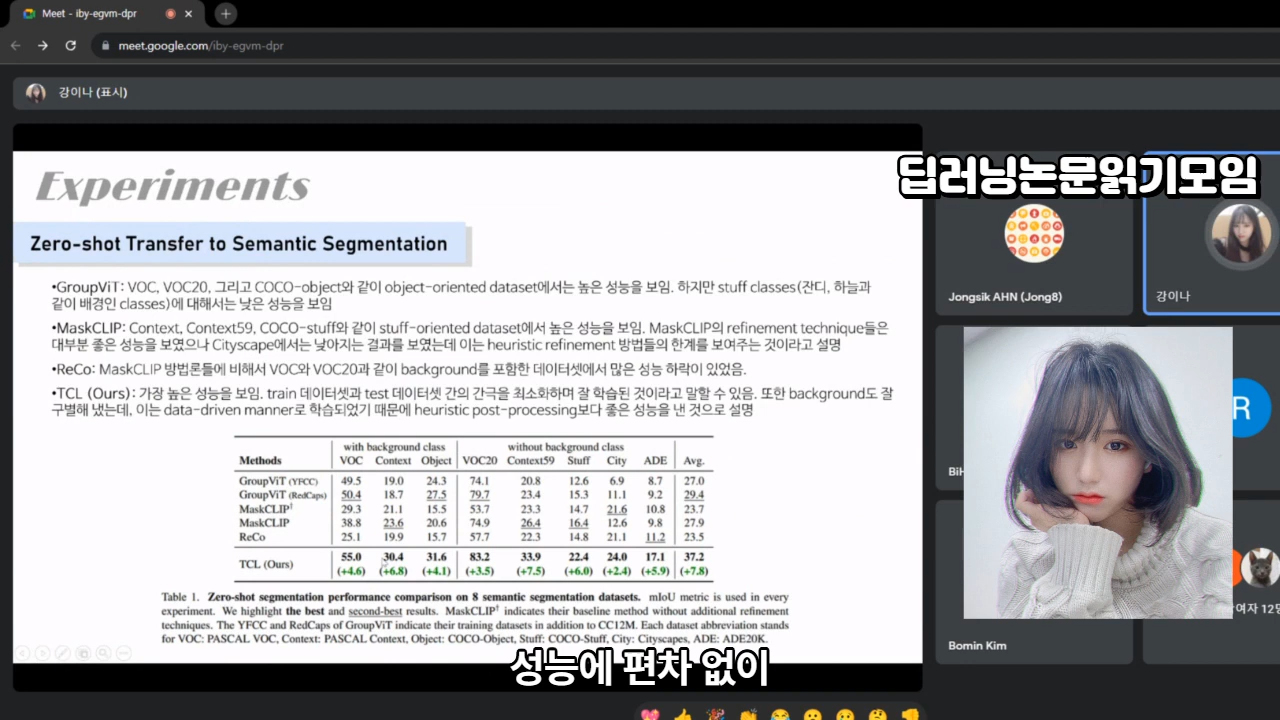 Meet - iby-egvm-dpr
meet.google.com/iby-egvm-dpr
강이나 (표시)
딥러닝논문읽기모임
Experiments
Zero-shot Transfer to Semantic Segmentation
•GroupViT: VOC, VOC20, 그리고 COCO-object와 같이 object-oriented dataset에서는 높은 성능을 보임. 하지만 stuff classes(잔디, 하늘과
같이 배경인 classes)에 대해서는 낮은 성능을 보임
•MaskCLIP: Context, Context59, COCO-stuff와 같이 stuff-oriented dataset에서 높은 성능을 보임. MaskCLIP의 refinement technique들은
대부분 좋은 성능을 보였으나 Cityscape에서는 낮아지는 결과를 보였는데 이는 heuristic refinement 방법들의 한계를 보여주는 것이라고 설명
•ReCo: MaskCLIP 방법론들에 비해서 VOC와 VOC20과 같이 background를 포함한 데이터셋에서 많은 성능 하락이 있었음.
•TCL (Ours): 가장 높은 성능을 보임. train 데이터셋과 test 데이터셋 간의 간극을 최소화하며 잘 학습된 것이라고 말할 수 있음. 또한 background도 잘
구별해 냈는데, 이는 data-driven manner로 학습되었기 때문에 heuristic post-processing보다 좋은 성능을 낸 것으로 설명
with background class without background class
Methods VOC Context Object VOC20 Context59 Stuff City ADE Avg.
GroupViT (YFCC) 49.5 19.0 24.3 74.1 20.8 12.6 6.9 8.7 27.0
GroupViT (RedCaps) 50.4 18.7 27.5 79.7 23.4 15.3 11.1 9.2 29.4
MaskCLIP† 29.3 21.1 15.5 53.7 23.3 14.7 21.6 10.8 23.7
MaskCLIP 38.8 23.6 20.6 74.9 26.4 16.4 12.6 9.8 27.9
ReCo 25.1 19.9 15.7 57.7 22.3 14.8 21.1 11.2 23.5
TCL (Ours) 55.0 30.4 31.6 83.2 33.9 22.4 24.0 17.1 37.2
(+4.6) (+6.8) (+4.1) (+3.5) (+7.5) (+6.0) (+2.4) (+5.9) (+7.8)
Table 1. Zero-shot segmentation performance comparison on 8 semantic segmentation datasets. mIoU metric is used in every
experiment. We highlight the best and second-best results. MaskCLIP† indicates their baseline method without additional refinement
techniques. The YFCC and RedCaps of GroupViT indicate their training datasets in addition to CC12M. Each dataset abbreviation stands
for VOC: PASCAL VOC, Context: PASCAL Context, Object: COCO-Object, Stuff: COCO-Stuff, City: Cityscapes, ADE: ADE20K.
성능에 편차 없이
Jongsik AHN (Jong8)
강이나
R
Bomin Kim